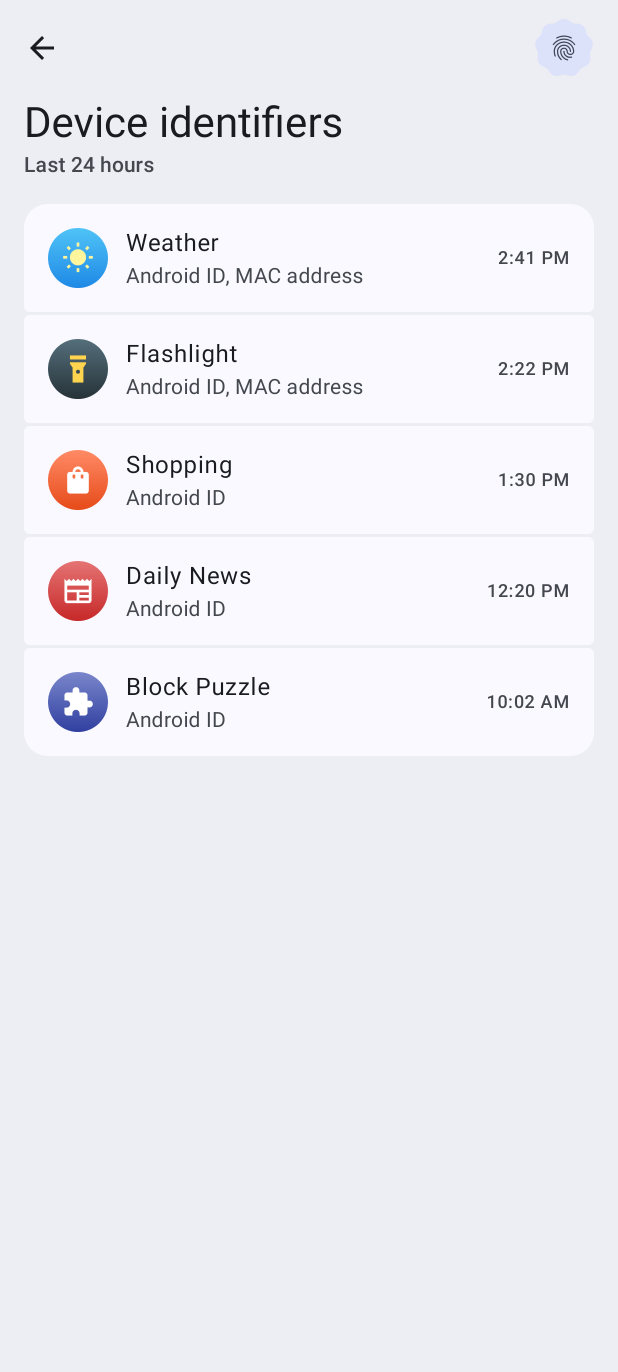 Device identifiers
Last 24 hours
Weather
Android ID, MAC address
2:41 PM
Flashlight
Android ID, MAC address
2:22 PM
Shopping
Android ID
1:30 PM
Daily News
Android ID
12:20 PM
Block Puzzle
Android ID
10:02 AM